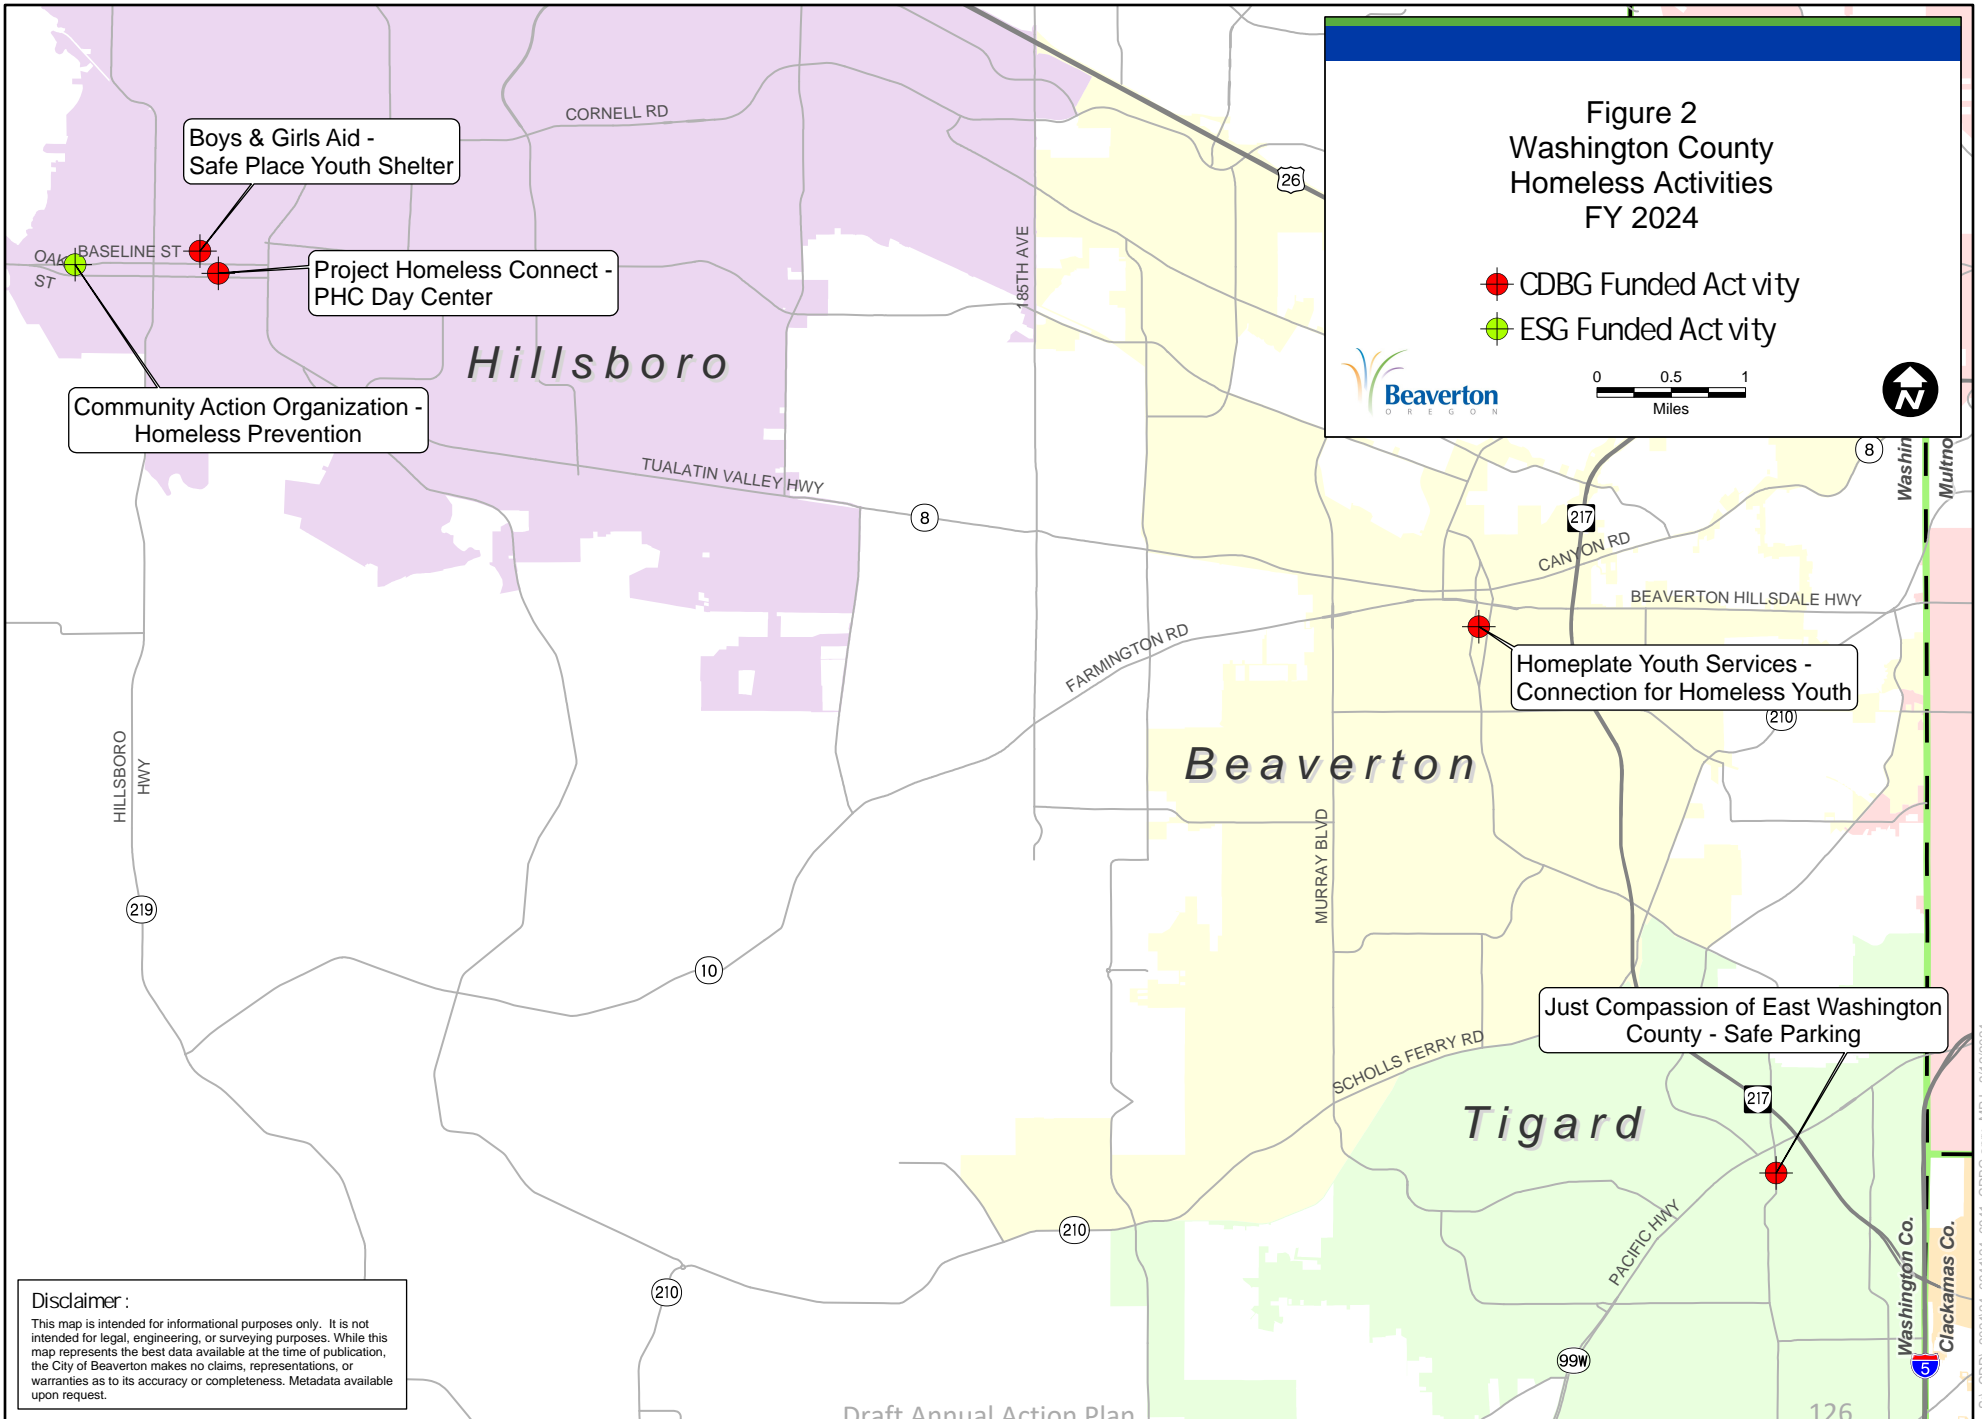 Figure 2
Washington County
Homeless Activities
FY 2024
CDBG Funded Act vity
ESG Funded Act vity
Beaverton
OREGON
0 0.5 1
Miles
N
Boys & Girls Aid -
Safe Place Youth Shelter
Project Homeless Connect -
PHC Day Center
Community Action Organization -
Homeless Prevention
Homeplate Youth Services -
Connection for Homeless Youth
Just Compassion of East Washington
County - Safe Parking
Hillsboro
Beaverton
Tigard
CORNELL RD
BASELINE ST
OAK
ST
185TH AVE
TUALATIN VALLEY HWY
CANYON RD
BEAVERTON HILLSDALE HWY
FARMINGTON RD
HILLSBORO
HWY
MURRAY BLVD
SCHOLLS FERRY RD
PACIFIC HWY
26
8
8
217
210
219
10
217
210
210
99W
5
Washin
Multno
Washington Co.
Clackamas Co.
Disclaimer :
This map is intended for informational purposes only. It is not
intended for legal, engineering, or surveying purposes. While this
map represents the best data available at the time of publication,
the City of Beaverton makes no claims, representations, or
warranties as to its accuracy or completeness. Metadata available
upon request.
Draft Annual Action Plan
126